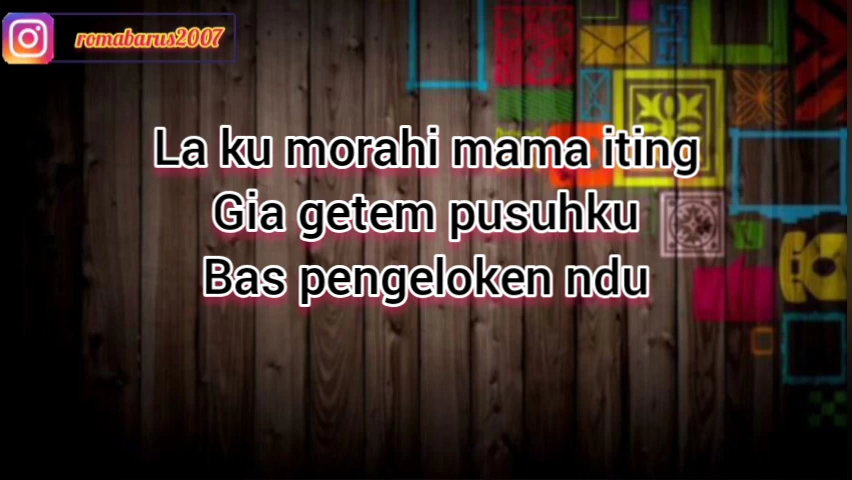 romabarus2007
La ku morahi mama iting
Gia getem pusuhku
Bas pengeloken ndu